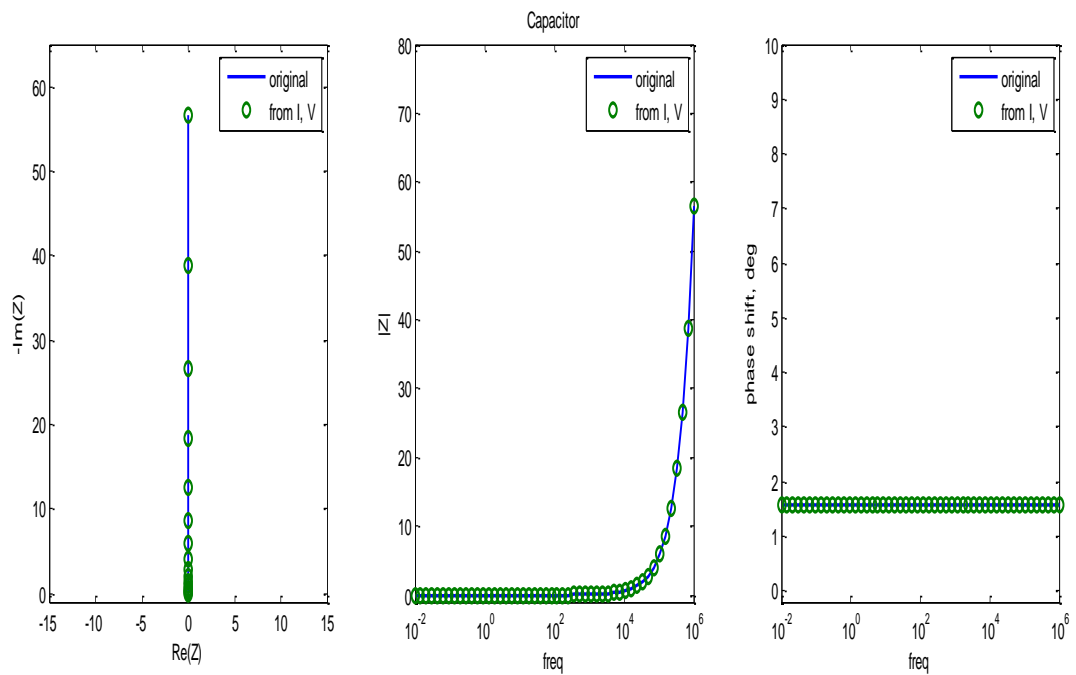 Capacitor
original
from I, V
60
50
40
30
20
10
0
-15 -10 -5 0 5 10 15
-Im(Z)
Re(Z)
original
from I, V
80
70
60
50
40
30
20
10
0
10^-2 10^0 10^2 10^4 10^6
|Z|
freq
original
from I, V
10
9
8
7
6
5
4
3
2
1
0
10^-2 10^0 10^2 10^4 10^6
phase shift, deg
freq